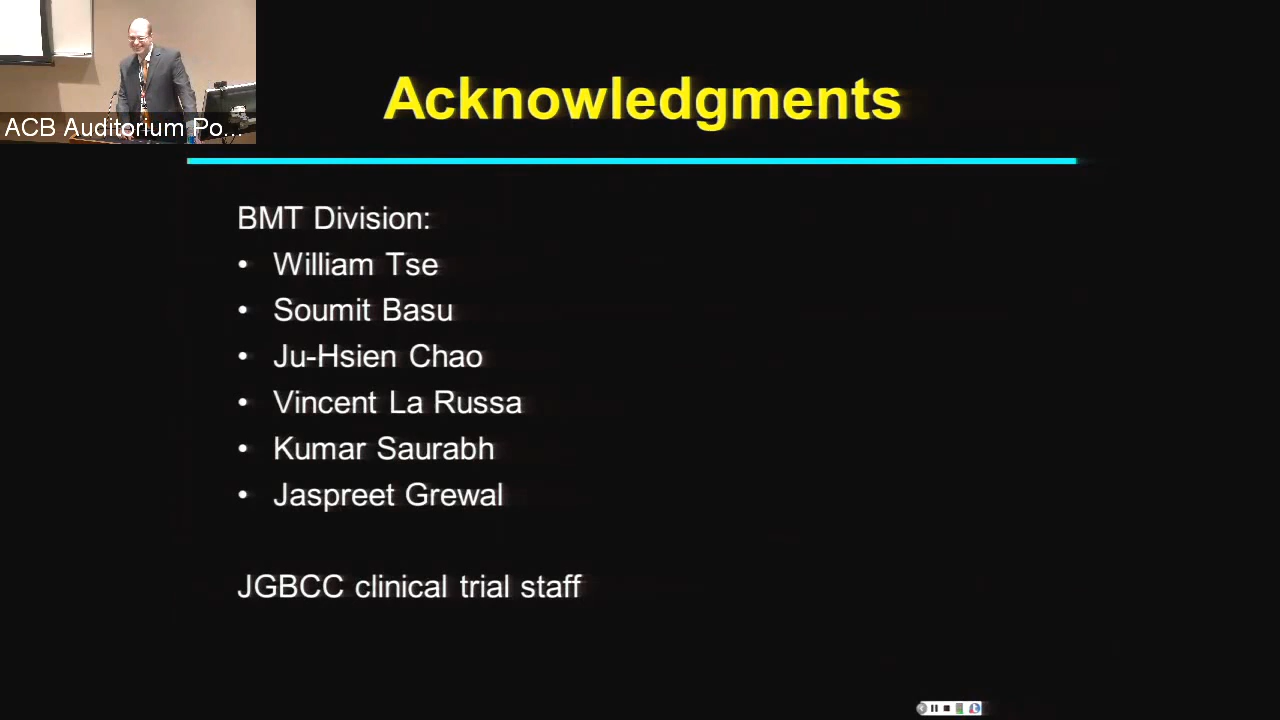 Acknowledgments
ACB Auditorium Po...
BMT Division:
• William Tse
• Soumit Basu
• Ju-Hsien Chao
• Vincent La Russa
• Kumar Saurabh
• Jaspreet Grewal
JGBCC clinical trial staff